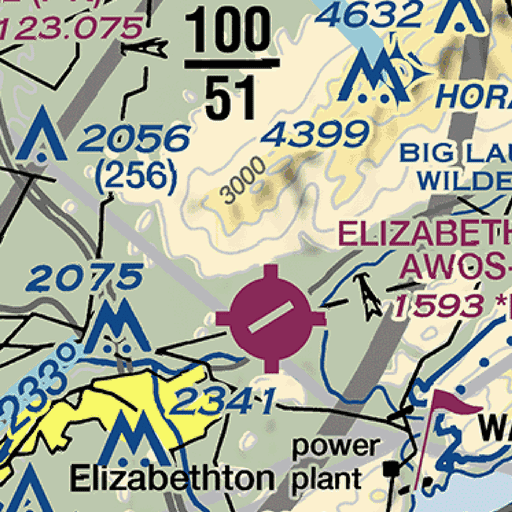 123.075
100
51
4632
HORA
2056
(256)
4399
3000
BIG LAU
WILDE
ELIZABETH
AWOS-
1593 *
2075
233°
2341
Elizabethton
power
plant
WA